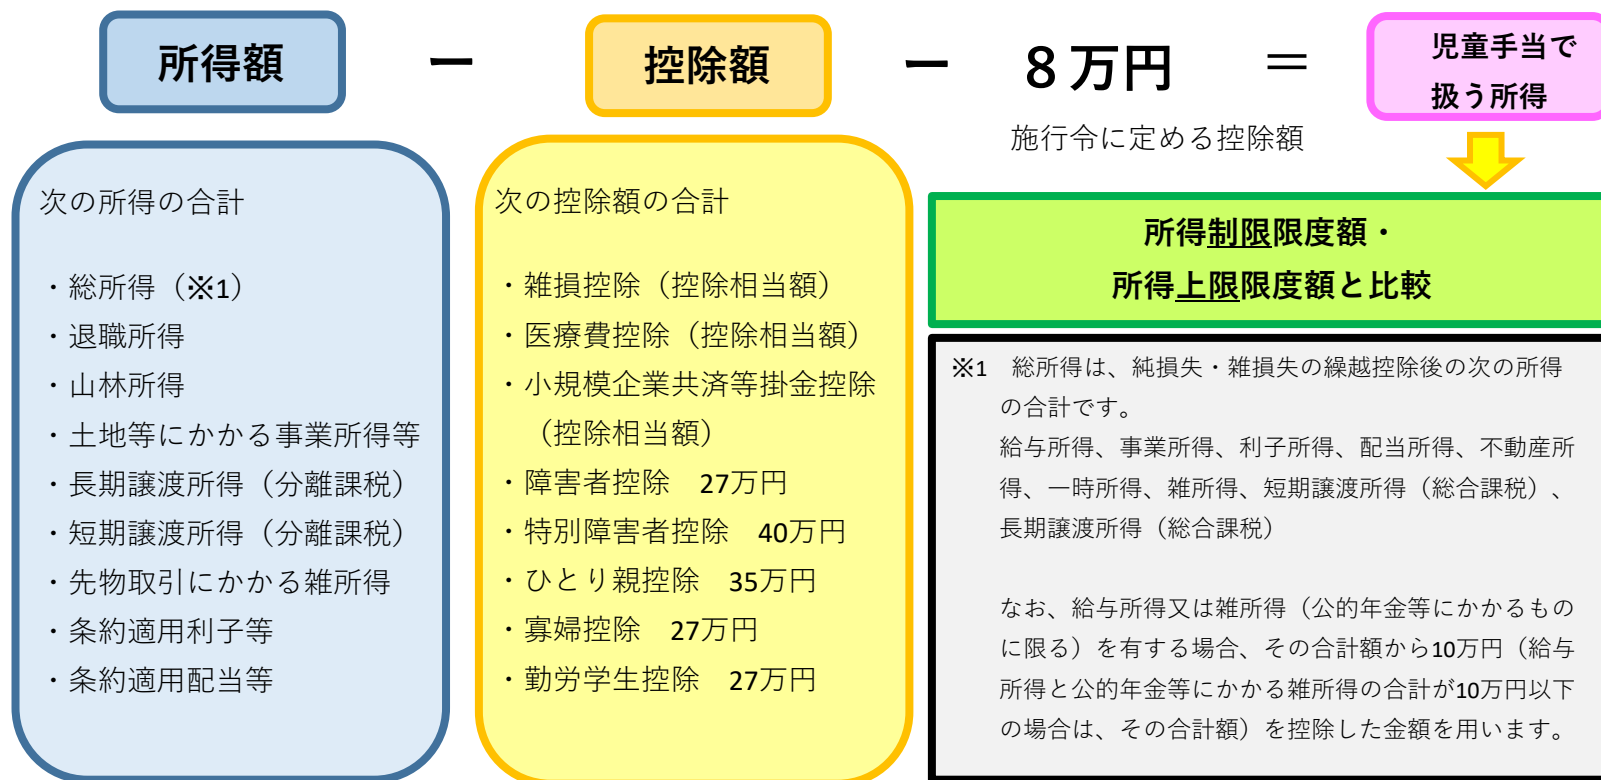 所得額 ー 控除額 ー ８万円 ＝ 児童手当で
扱う所得
施行令に定める控除額
次の所得の合計
・総所得（※1）
・退職所得
・山林所得
・土地等にかかる事業所得等
・長期譲渡所得（分離課税）
・短期譲渡所得（分離課税）
・先物取引にかかる雑所得
・条約適用利子等
・条約適用配当等
次の控除額の合計
・雑損控除（控除相当額）
・医療費控除（控除相当額）
・小規模企業共済等掛金控除
（控除相当額）
・障害者控除　27万円
・特別障害者控除　40万円
・ひとり親控除　35万円
・寡婦控除　27万円
・勤労学生控除　27万円
所得制限限度額・
所得上限限度額と比較
※1　総所得は、純損失・雑損失の繰越控除後の次の所得
の合計です。
給与所得、事業所得、利子所得、配当所得、不動産所
得、一時所得、雑所得、短期譲渡所得（総合課税）、
長期譲渡所得（総合課税）
なお、給与所得又は雑所得（公的年金等にかかるもの
に限る）を有する場合、その合計額から10万円（給与
所得と公的年金等にかかる雑所得の合計が10万円以下
の場合は、その合計額）を控除した金額を用います。